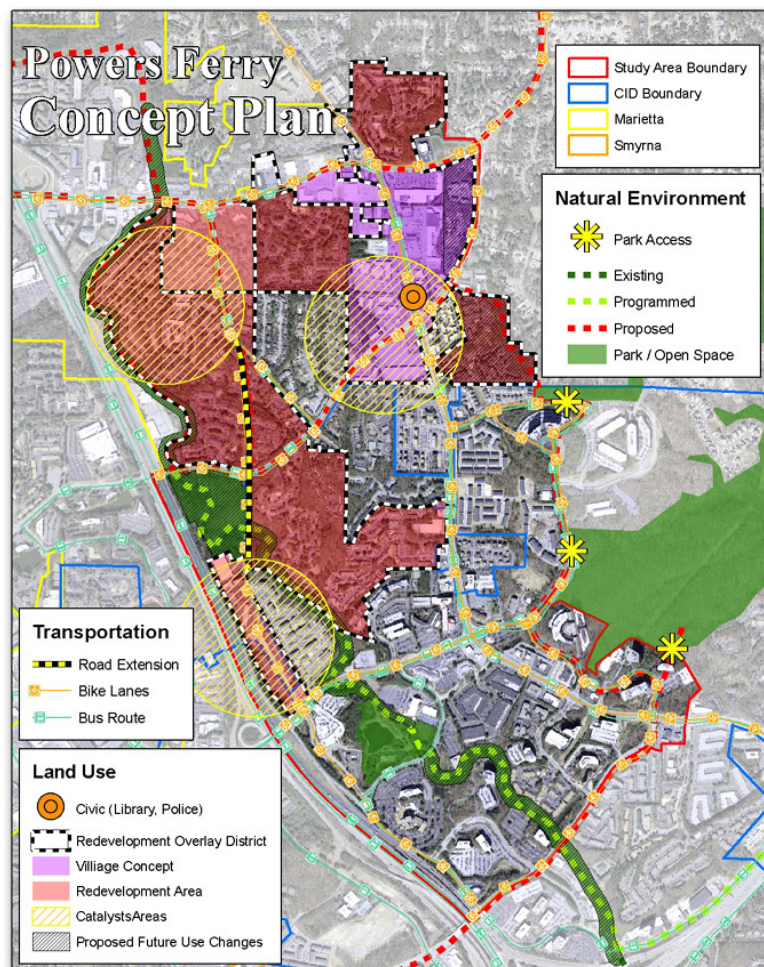 Powers Ferry
Concept Plan
Study Area Boundary
CID Boundary
Marietta
Smyrna
Natural Environment
Park Access
Existing
Programmed
Proposed
Park / Open Space
Transportation
Road Extension
Bike Lanes
Bus Route
Land Use
Civic (Library, Police)
Redevelopment Overlay District
Villiage Concept
Redevelopment Area
CatalystsAreas
Proposed Future Use Changes